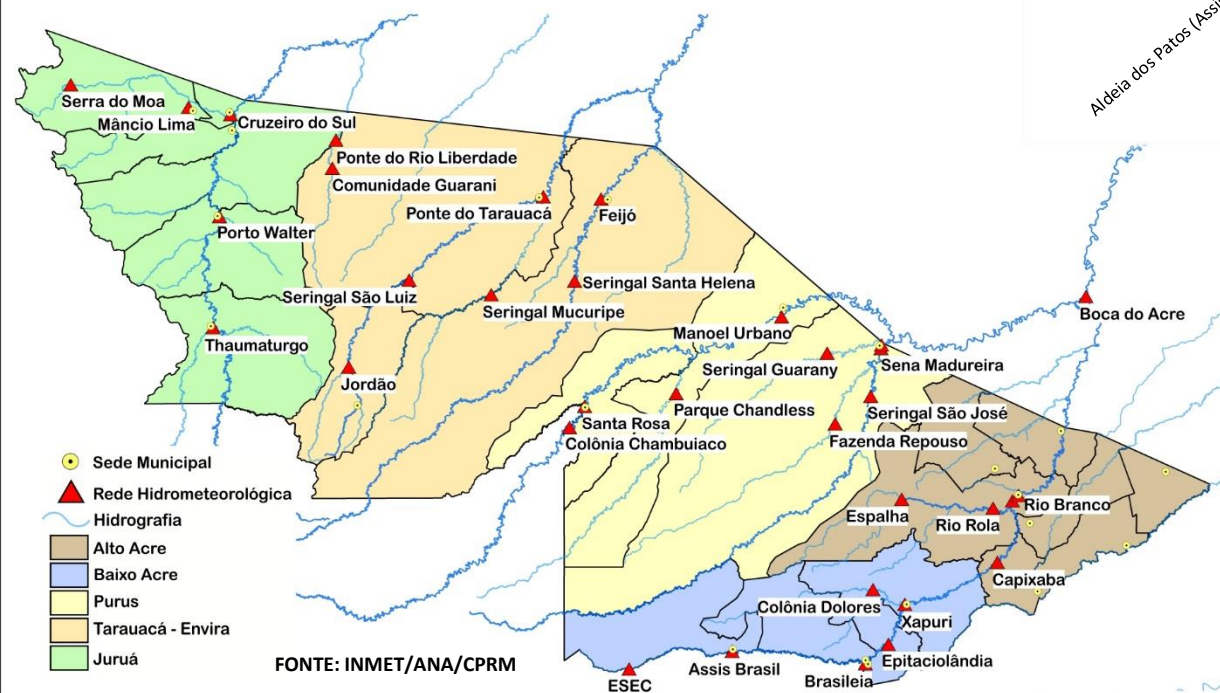 Aldeia dos Patos (Assi
Serra do Moa
Mâncio Lima
Cruzeiro do Sul
Ponte do Rio Liberdade
Comunidade Guarani
Ponte do Tarauacá
Feijó
Porto Walter
Seringal São Luiz
Seringal Santa Helena
Seringal Mucuripe
Boca do Acre
Thaumaturgo
Manoel Urbano
Seringal Guarany
Sena Madureira
Jordão
Parque Chandless
Seringal São José
Santa Rosa
Colônia Chambuiaco
Fazenda Repouso
Espalha
Rio Rola
Rio Branco
Capixaba
Colônia Dolores
Xapuri
Epitaciolândia
Assis Brasil
Brasileia
ESEC
Sede Municipal
Rede Hidrometeorológica
Hidrografia
Alto Acre
Baixo Acre
Purus
Tarauacá - Envira
Juruá
FONTE: INMET/ANA/CPRM